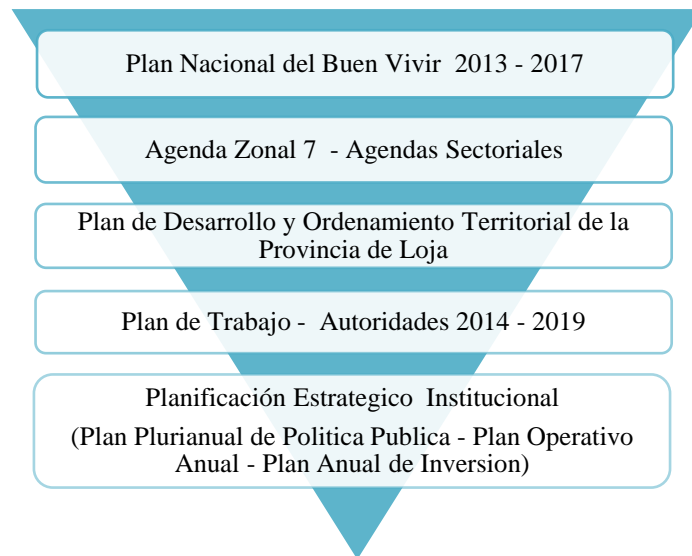 Plan Nacional del Buen Vivir 2013 - 2017
Agenda Zonal 7 - Agendas Sectoriales
Plan de Desarrollo y Ordenamiento Territorial de la
Provincia de Loja
Plan de Trabajo - Autoridades 2014 - 2019
Planificación Estrategico Institucional
(Plan Plurianual de Politica Publica - Plan Operativo
Anual - Plan Anual de Inversion)